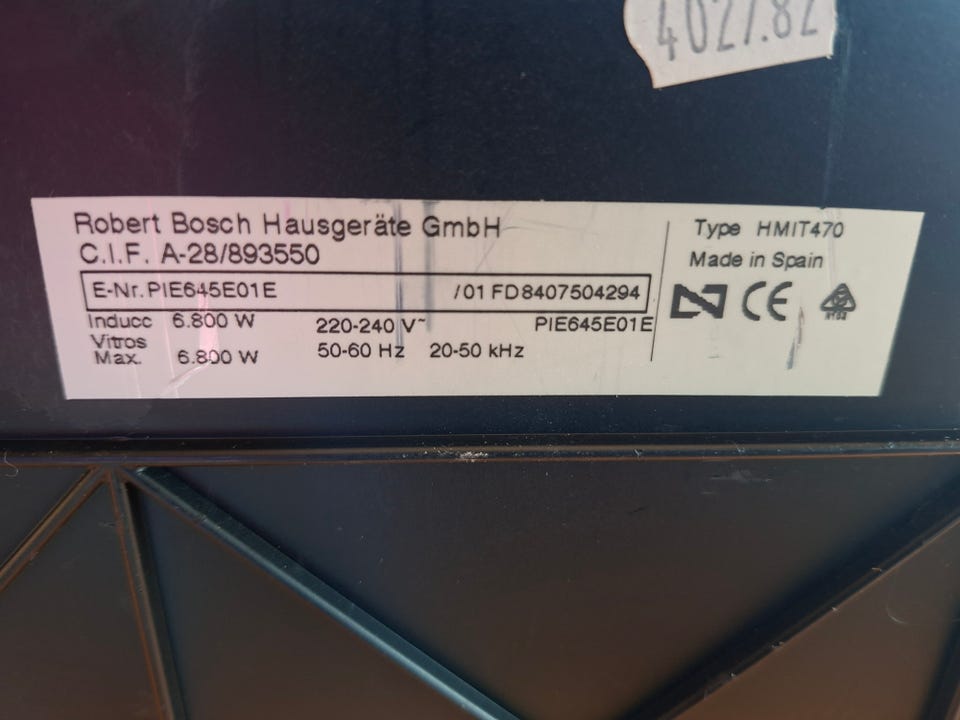 4027.82
Robert Bosch Hausgeräte GmbH
C.I.F. A-28/893550
E-Nr. PIE645E01E /01 FD8407504294
Inducc 6.800 W 220-240 V~ PIE645E01E
Vitros
Max. 6.800 W 50-60 Hz 20-50 kHz
Type HMIT470
Made in Spain
CE